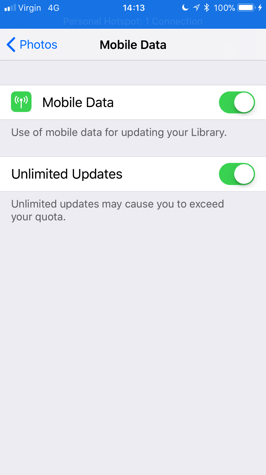 Virgin 4G 14:13 100%
Personal Hotspot: 1 Connection
Photos Mobile Data
Mobile Data
Use of mobile data for updating your Library.
Unlimited Updates
Unlimited updates may cause you to exceed
your quota.